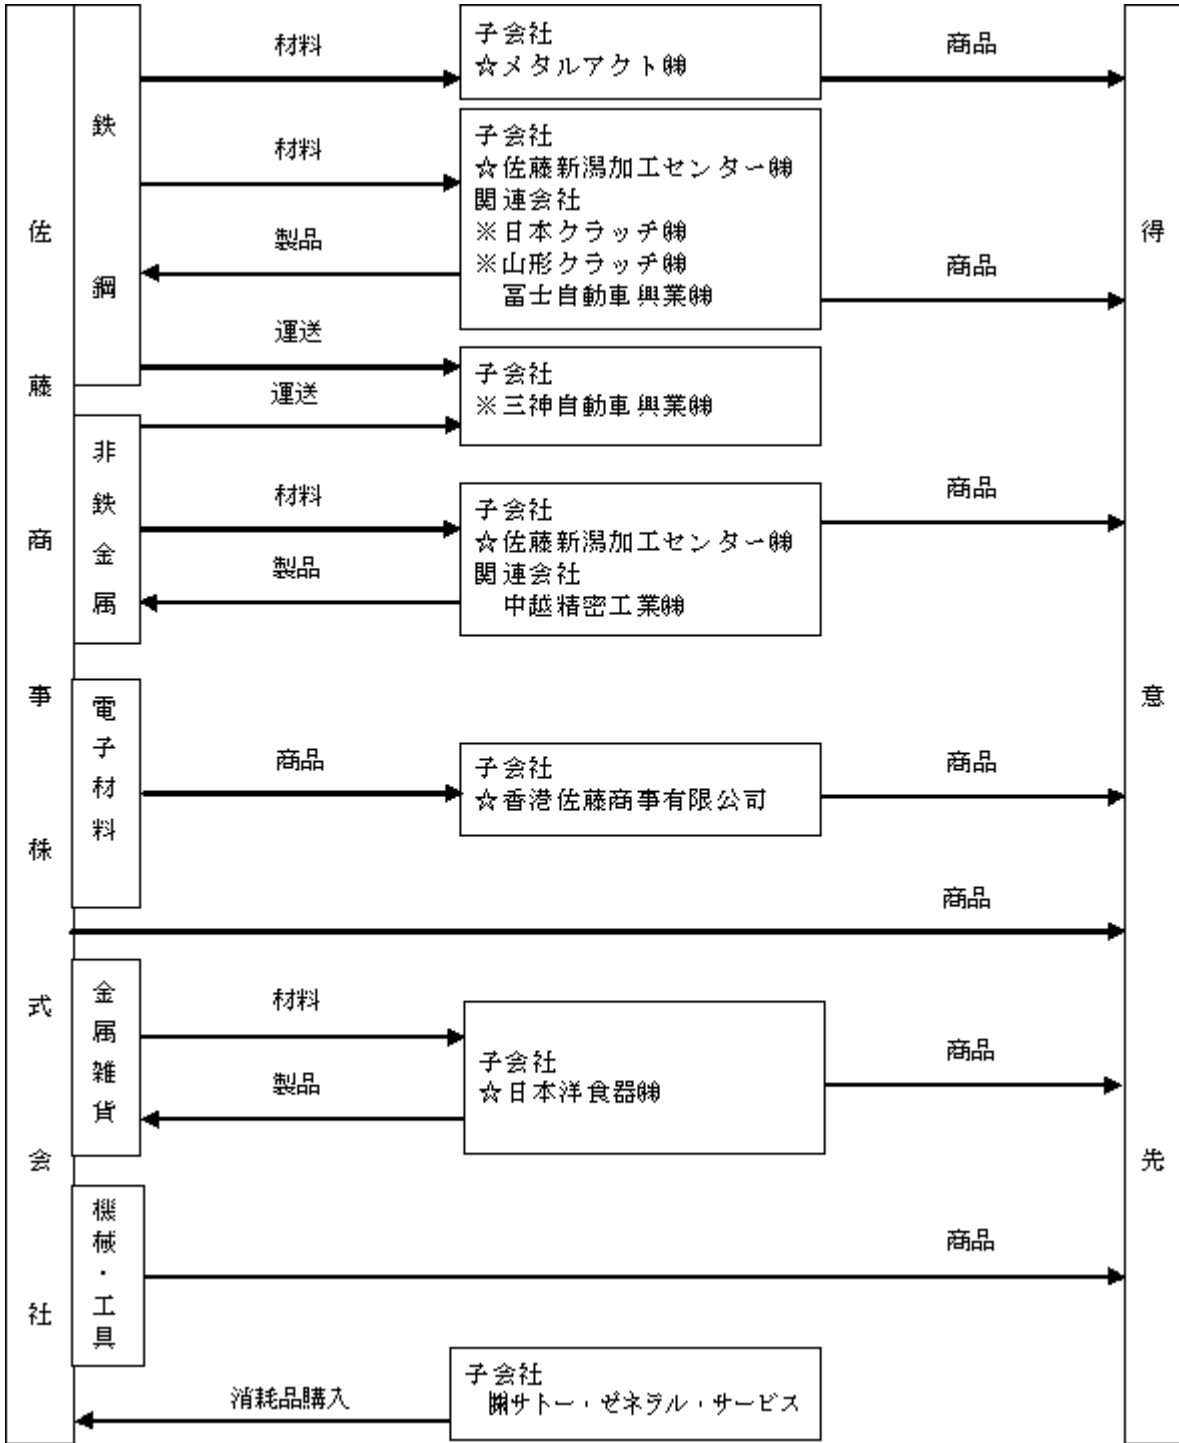 佐藤商事株式会社
鉄鋼
材料
子会社
☆メタルアクト㈱
商品
材料
製品
子会社
☆佐藤新潟加工センター㈱
関連会社
※日本クラッチ㈱
※山形クラッチ㈱
冨士自動車興業㈱
商品
運送
運送
子会社
※三神自動車興業㈱
非鉄金属
材料
製品
子会社
☆佐藤新潟加工センター㈱
関連会社
中越精密工業㈱
商品
電子材料
商品
子会社
☆香港佐藤商事有限公司
商品
商品
金属雑貨
材料
製品
子会社
☆日本洋食器㈱
商品
機械・工具
商品
消耗品購入
子会社
㈱サトー・ゼネラル・サービス
得意先